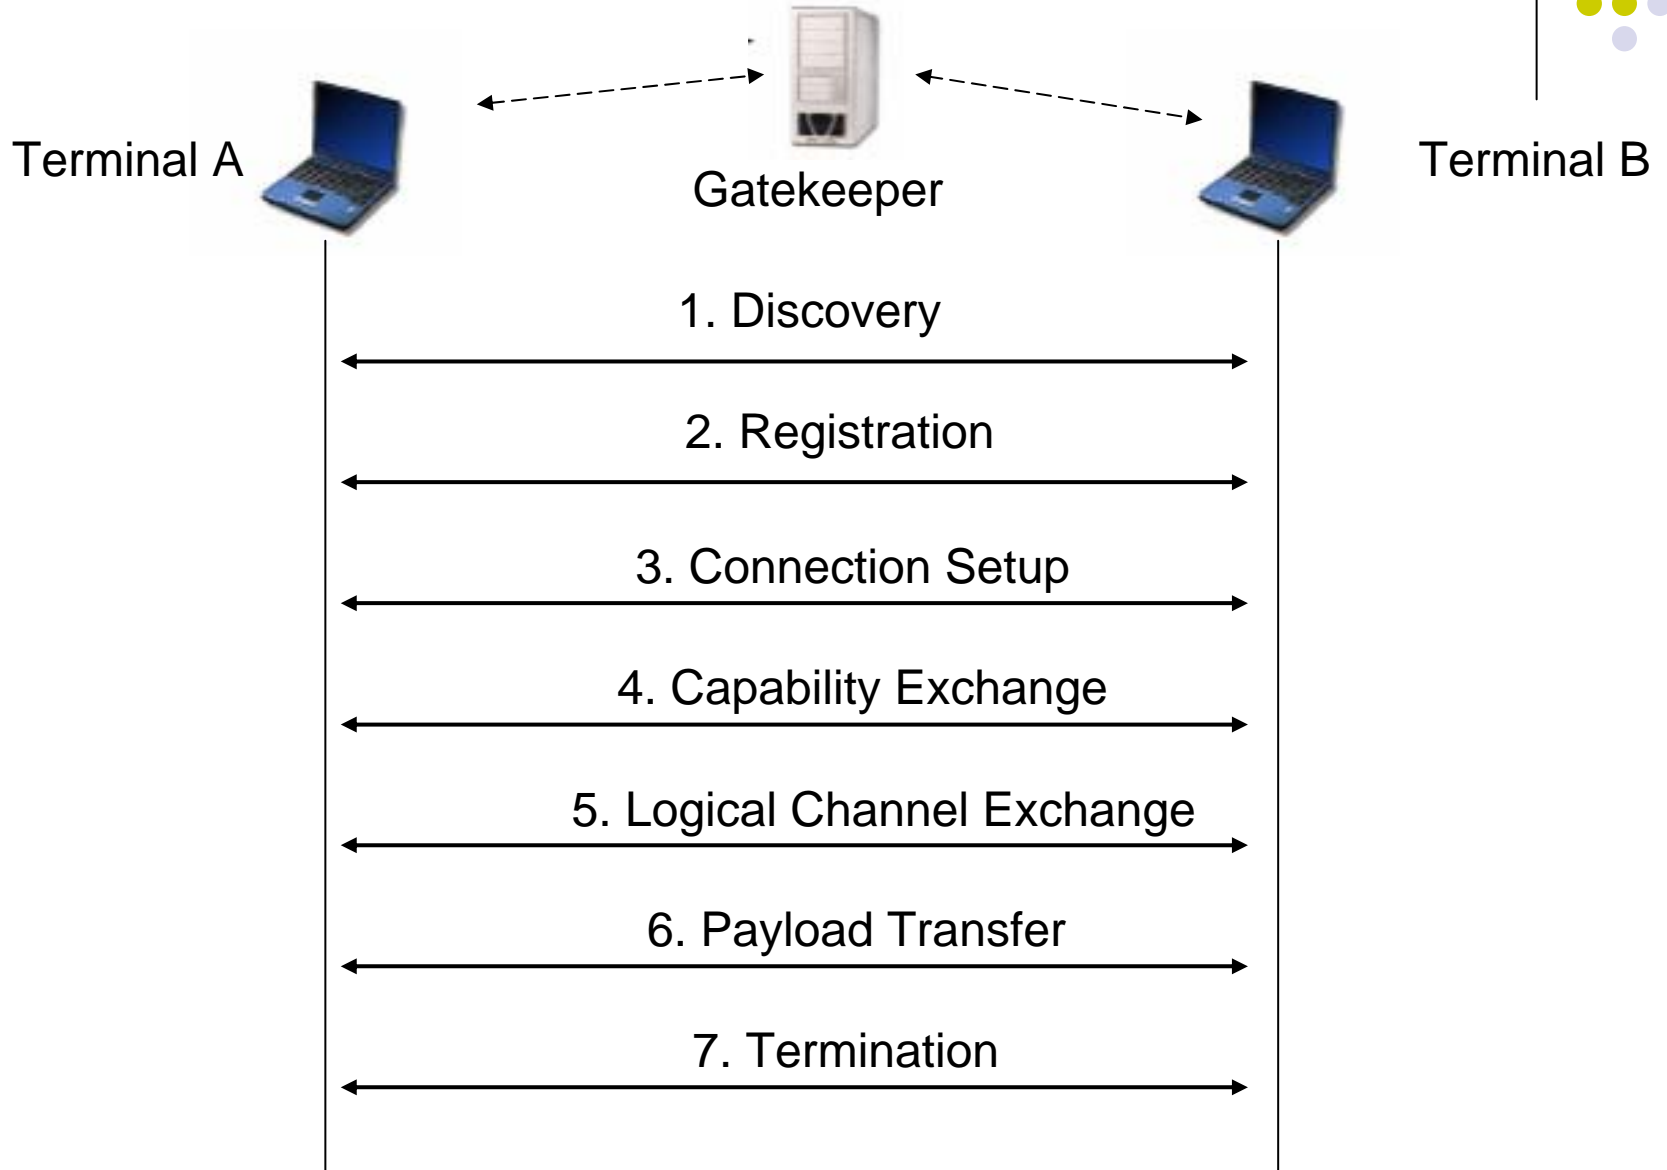 Terminal A
Gatekeeper
Terminal B
1. Discovery
2. Registration
3. Connection Setup
4. Capability Exchange
5. Logical Channel Exchange
6. Payload Transfer
7. Termination